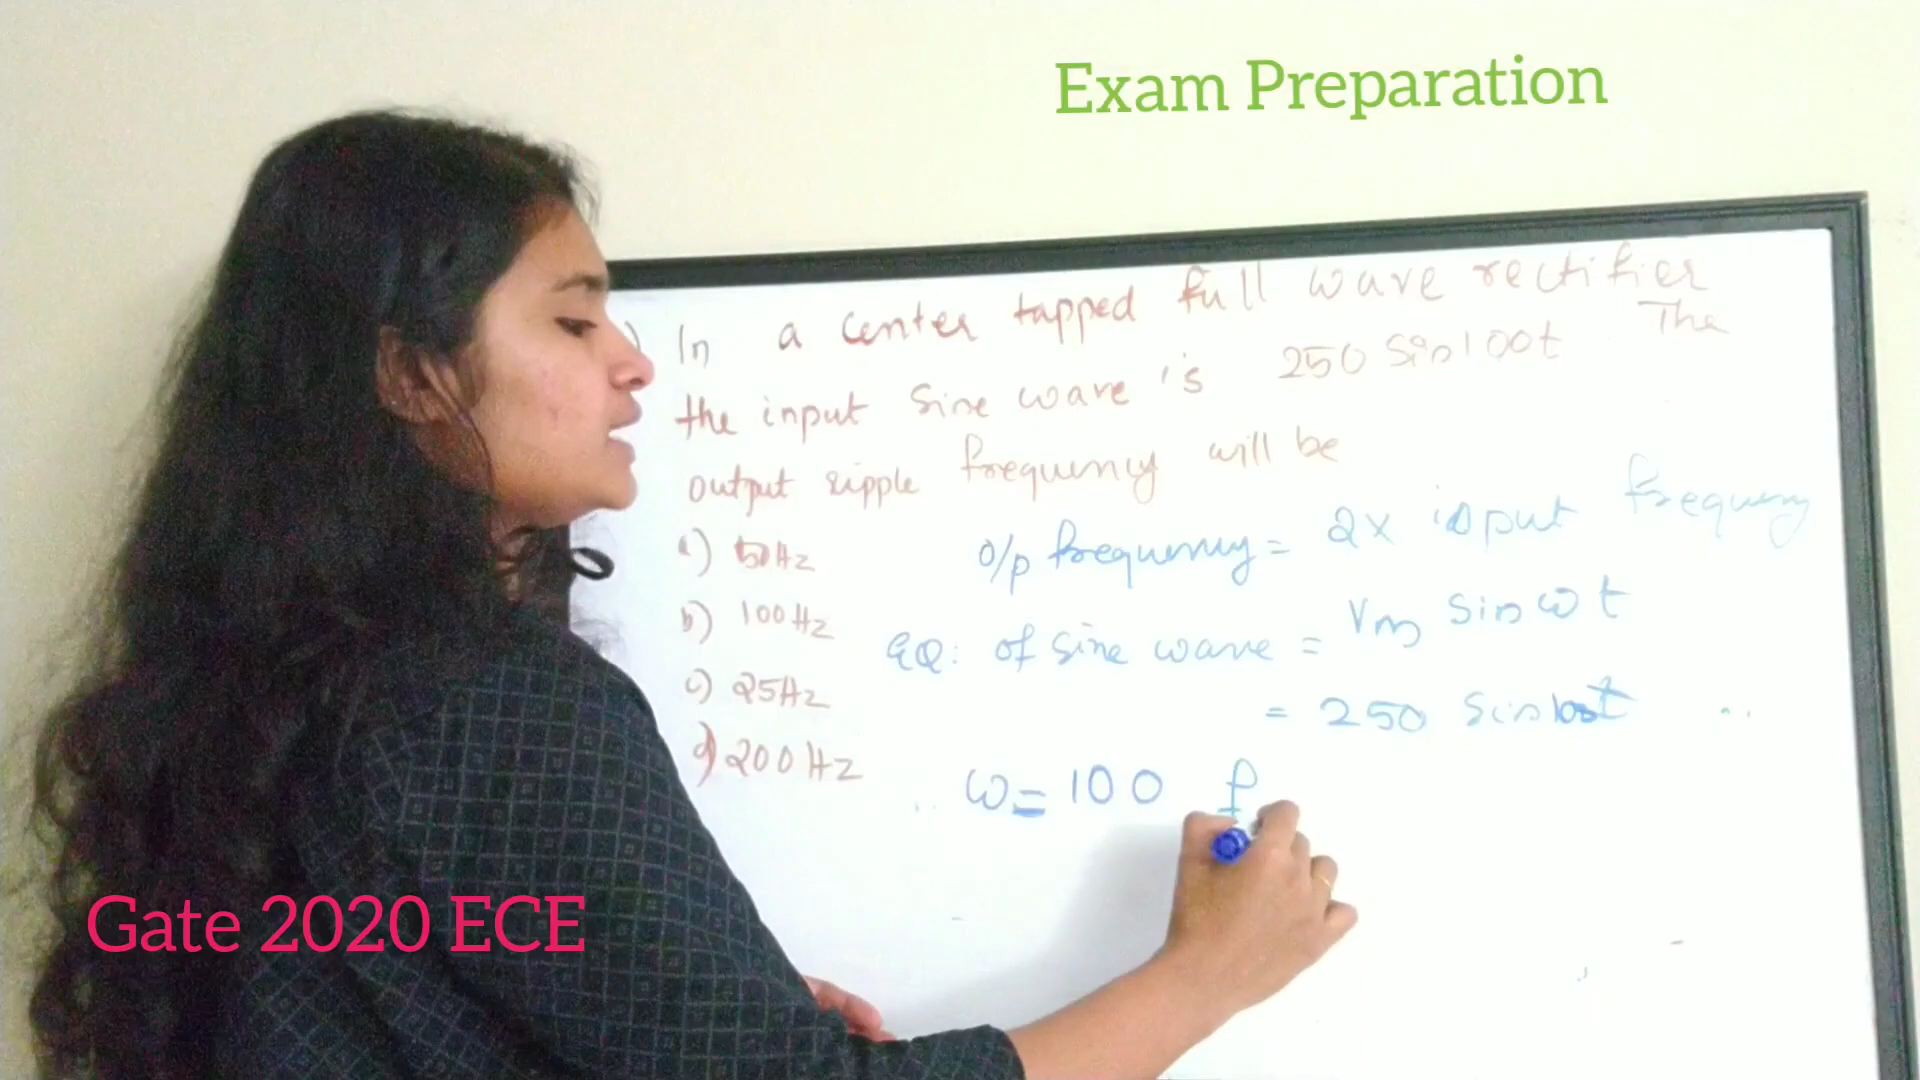 Exam Preparation
) In a center tapped full wave rectifier
the input sine wave is 250 Sin100t The
output ripple frequency will be
a) 50Hz
b) 100Hz
c) 25Hz
d) 200Hz
o/p frequency = 2x input frequency
EQ: of sine wave = Vm Sin ω t
= 250 Sin100t
ω = 100 f
Gate 2020 ECE